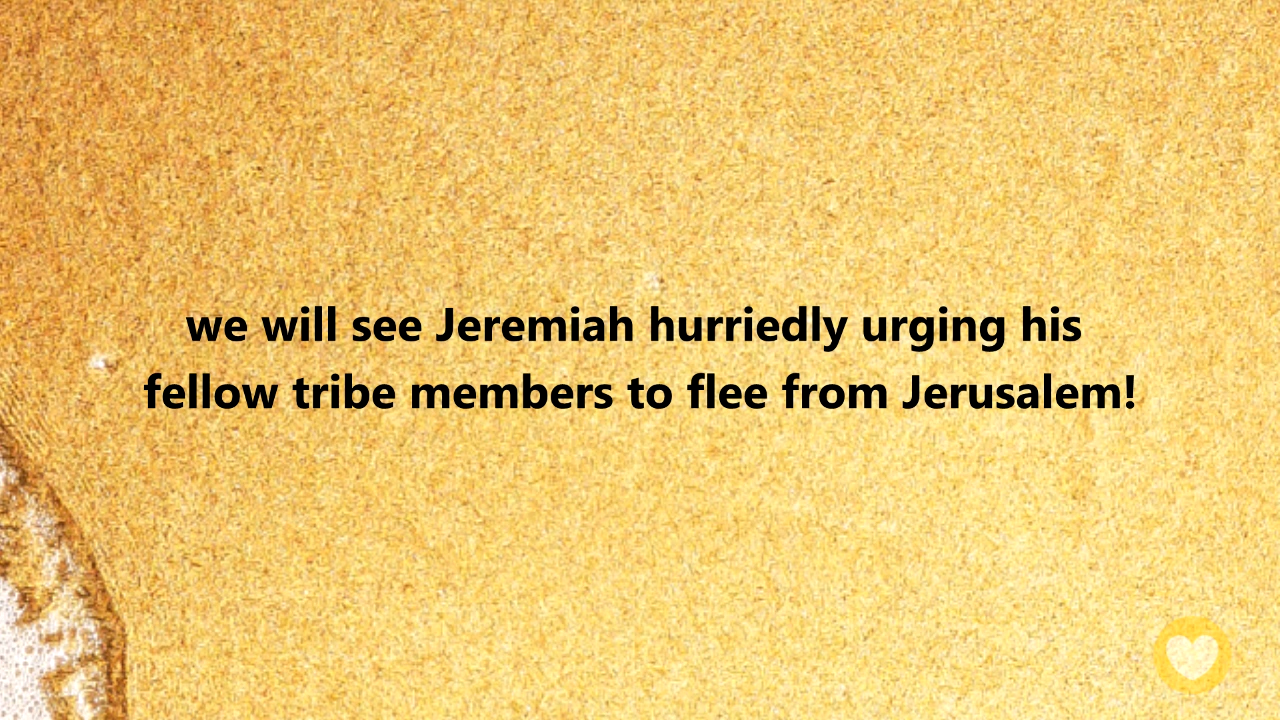 we will see Jeremiah hurriedly urging his
fellow tribe members to flee from Jerusalem!